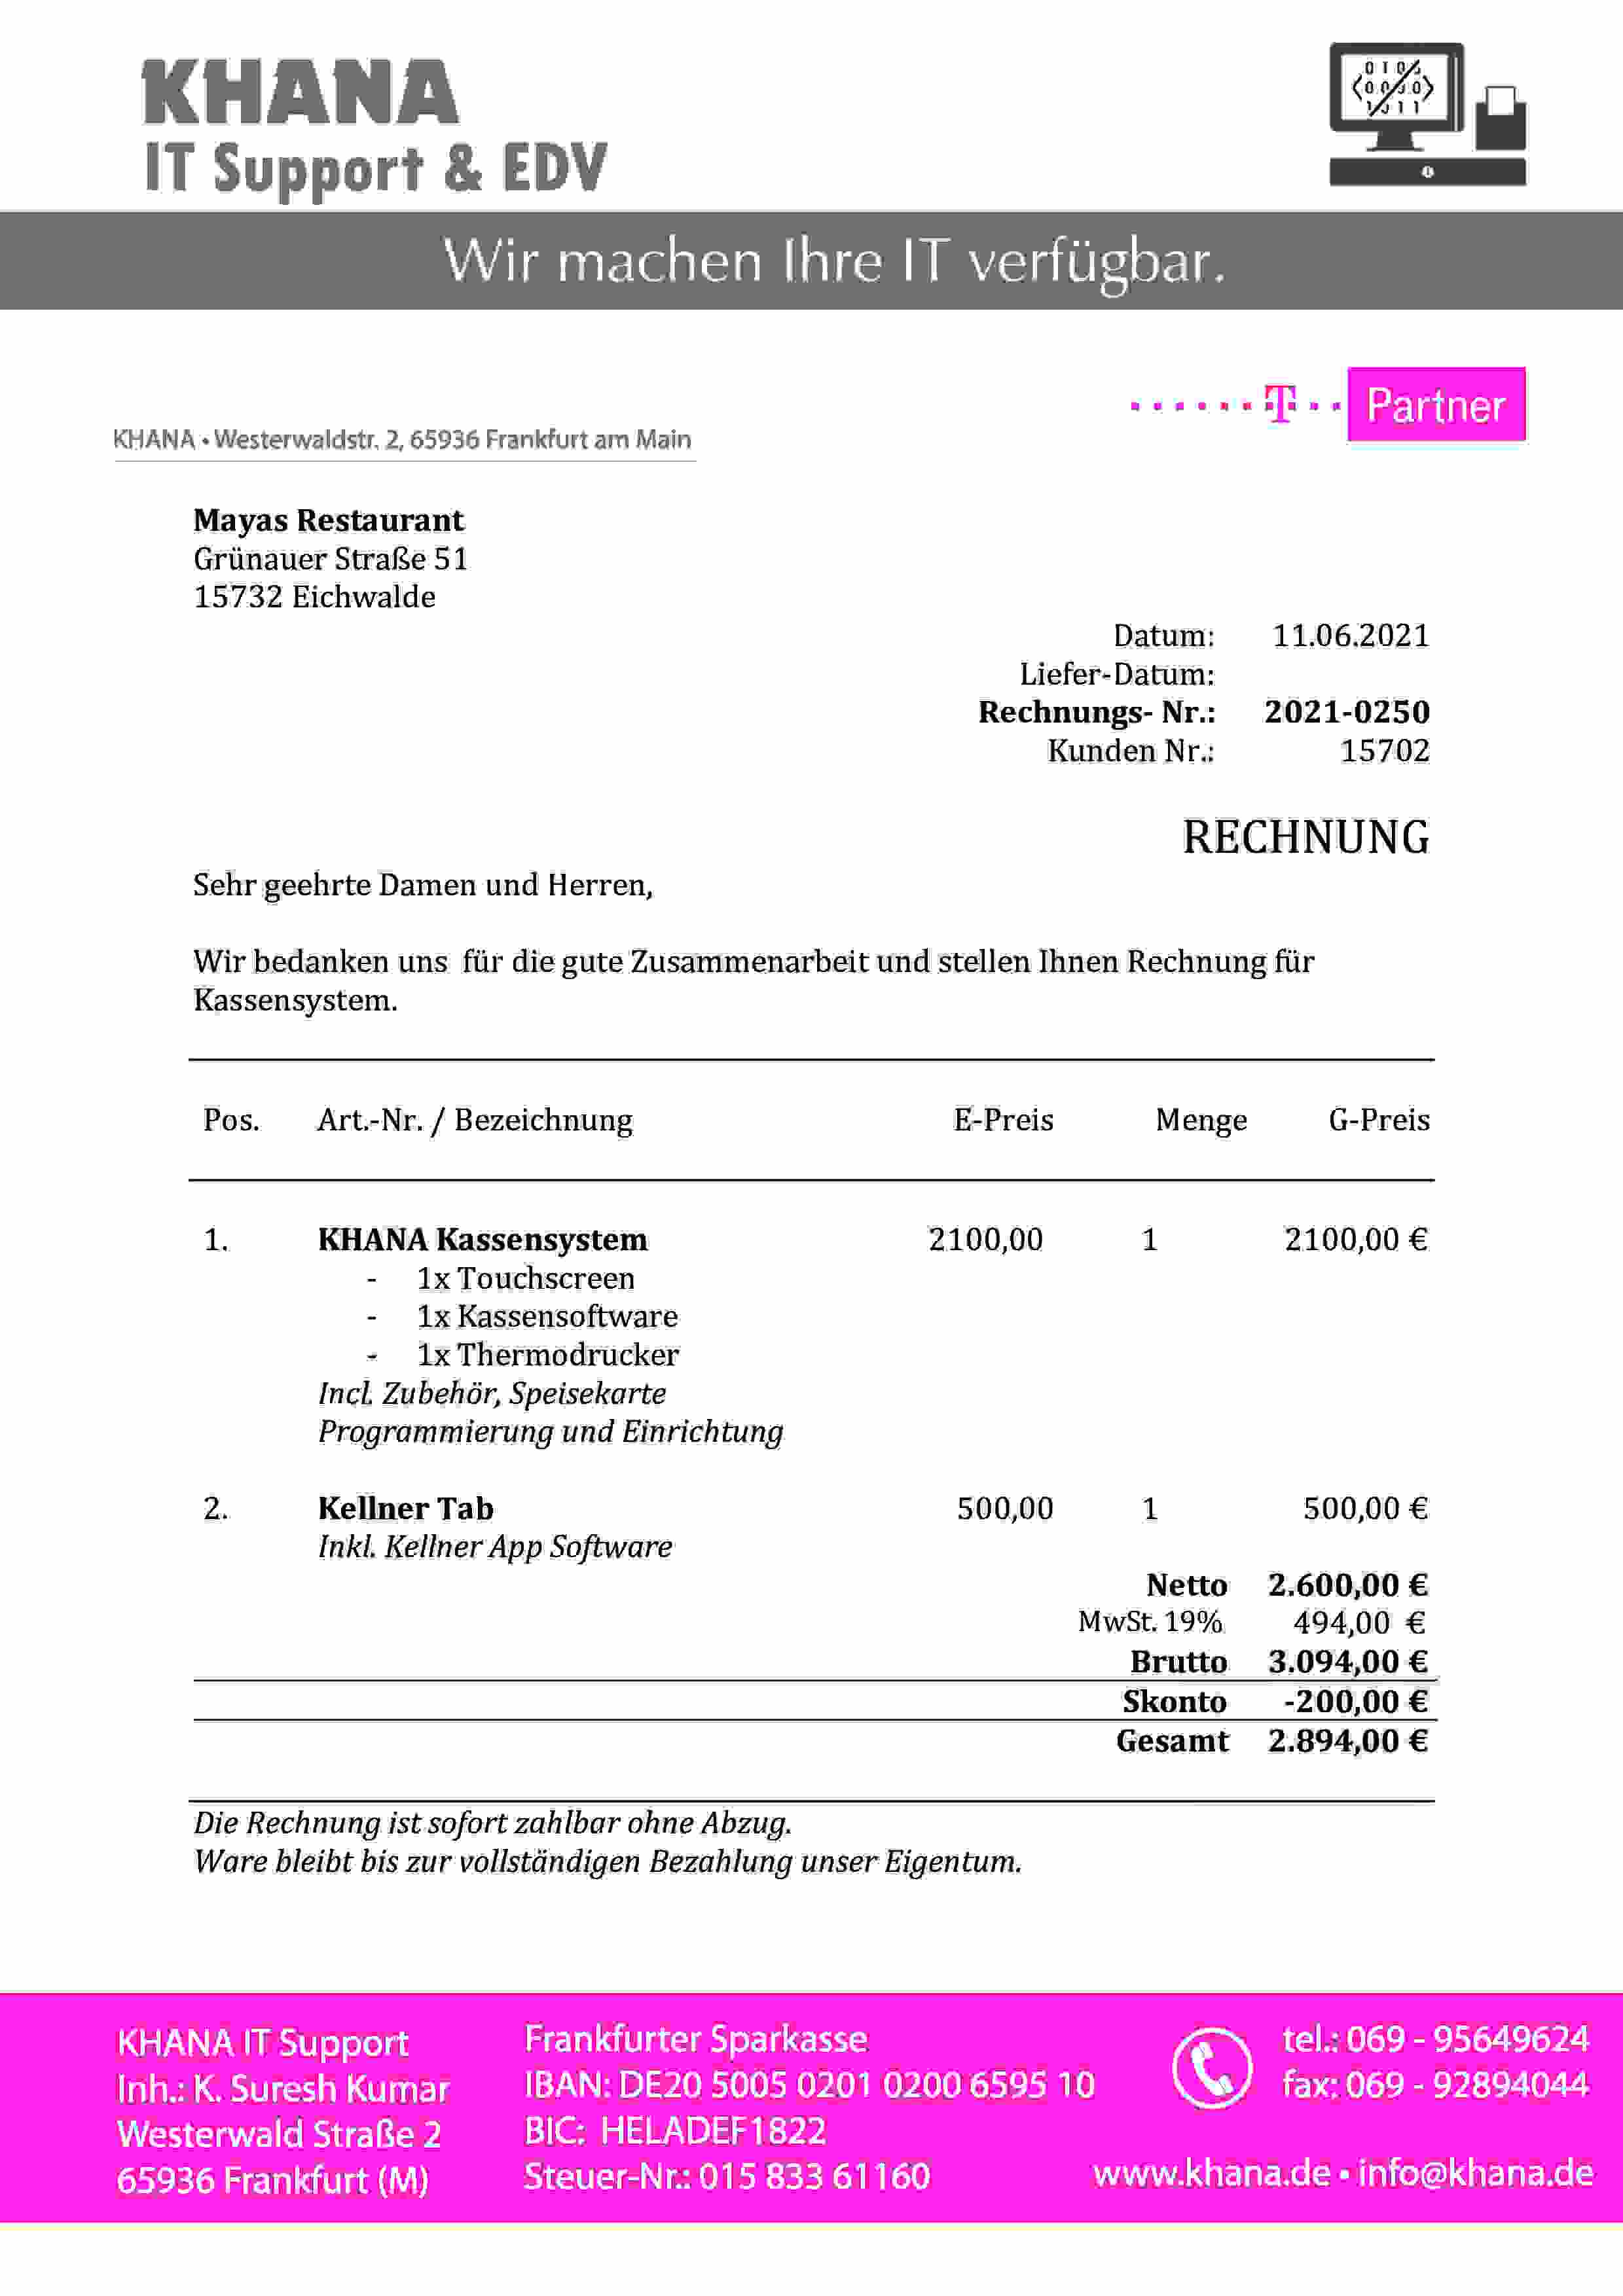 KHANA
IT Support & EDV
Wir machen Ihre IT verfügbar.
T Partner
KHANA • Westerwaldstr. 2, 65936 Frankfurt am Main
Mayas Restaurant
Grünauer Straße 51
15732 Eichwalde
Datum: 11.06.2021
Liefer-Datum:
Rechnungs- Nr.: 2021-0250
Kunden Nr.: 15702
RECHNUNG
Sehr geehrte Damen und Herren,
Wir bedanken uns für die gute Zusammenarbeit und stellen Ihnen Rechnung für
Kassensystem.
Pos. Art.-Nr. / Bezeichnung E-Preis Menge G-Preis
1. KHANA Kassensystem 2100,00 1 2100,00 €
- 1x Touchscreen
- 1x Kassensoftware
- 1x Thermodrucker
Incl. Zubehör, Speisekarte
Programmierung und Einrichtung
2. Kellner Tab 500,00 1 500,00 €
Inkl. Kellner App Software
Netto 2.600,00 €
MwSt. 19% 494,00 €
Brutto 3.094,00 €
Skonto -200,00 €
Gesamt 2.894,00 €
Die Rechnung ist sofort zahlbar ohne Abzug.
Ware bleibt bis zur vollständigen Bezahlung unser Eigentum.
KHANA IT Support
Inh.: K. Suresh Kumar
Westerwald Straße 2
65936 Frankfurt (M)
Frankfurter Sparkasse
IBAN: DE20 5005 0201 0200 6595 10
BIC: HELADEF1822
Steuer-Nr.: 015 833 61160
tel.: 069 - 95649624
fax: 069 - 92894044
www.khana.de • info@khana.de